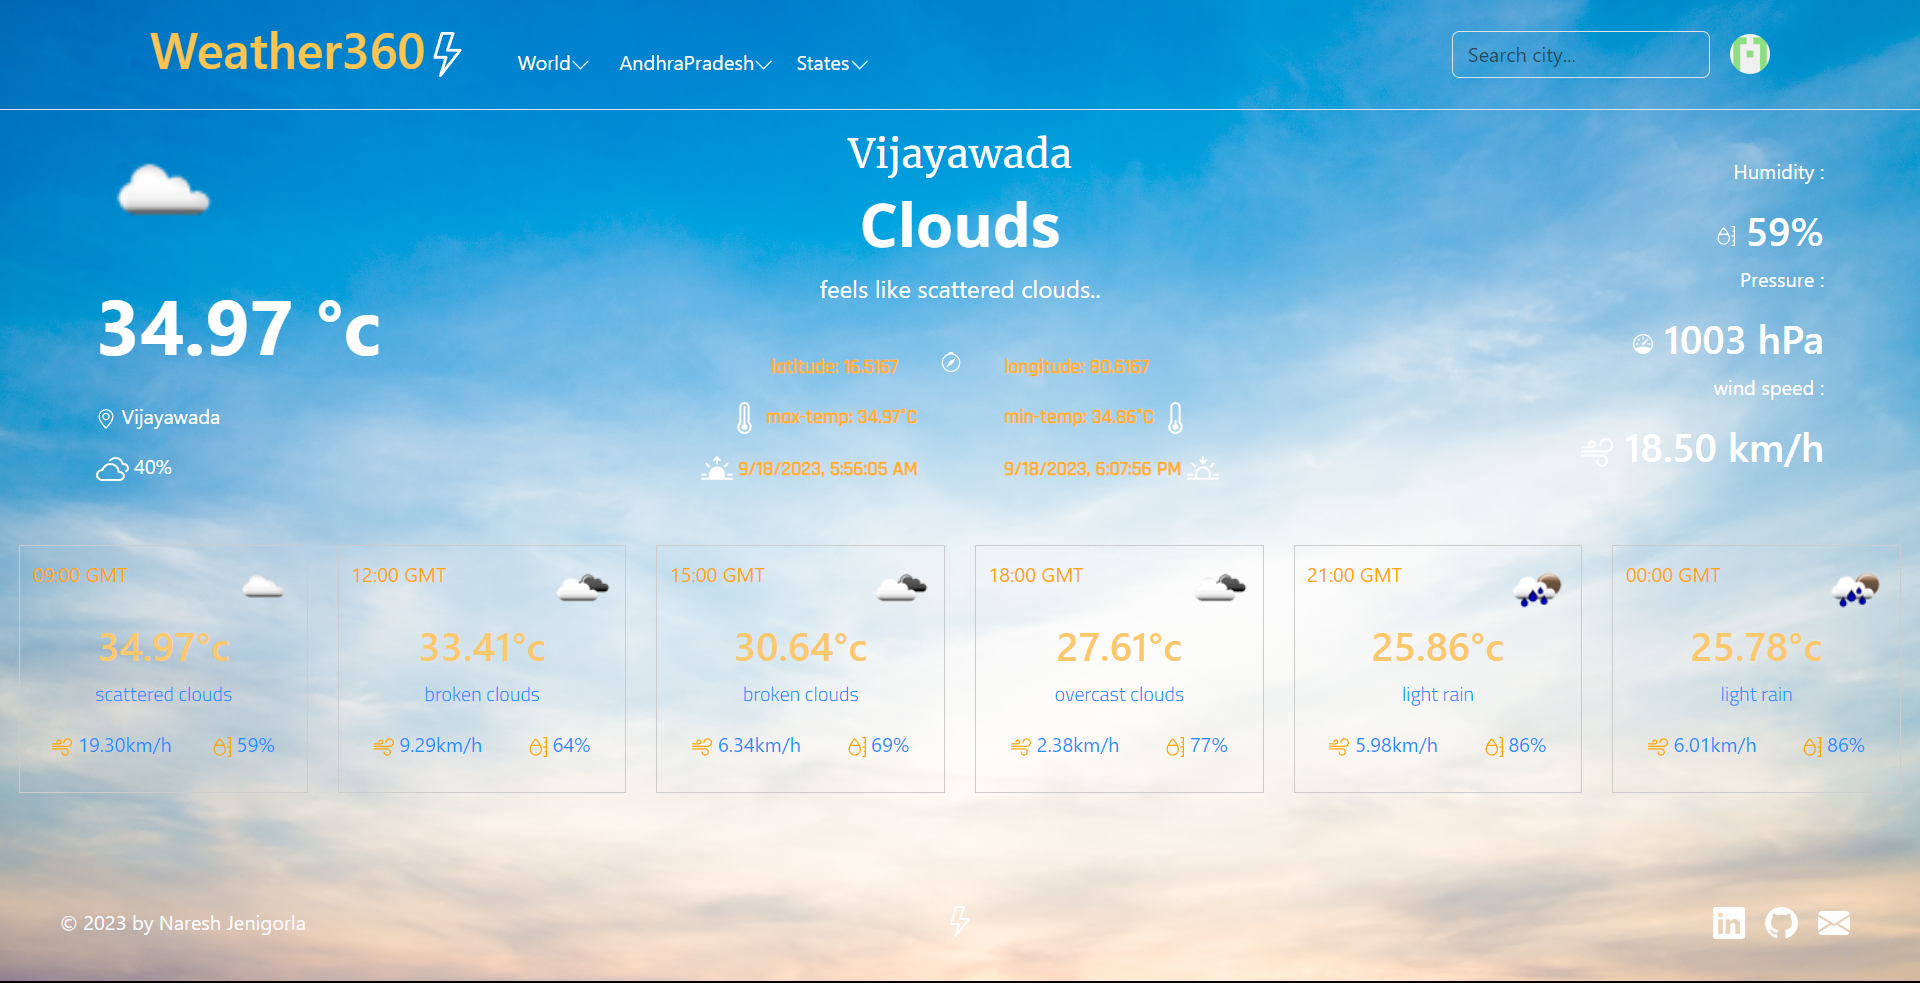 Weather360
World
AndhraPradesh
States
Search city...
34.97 °c
Vijayawada
40%
Vijayawada
Clouds
feels like scattered clouds..
latitude: 16.5167
longitude: 80.6167
max-temp: 34.97°C
min-temp: 34.86°C
9/18/2023, 5:56:05 AM
9/18/2023, 6:07:56 PM
Humidity :
59%
Pressure :
1003 hPa
wind speed :
18.50 km/h
09:00 GMT
34.97°c
scattered clouds
19.30km/h 59%
12:00 GMT
33.41°c
broken clouds
9.29km/h 64%
15:00 GMT
30.64°c
broken clouds
6.34km/h 69%
18:00 GMT
27.61°c
overcast clouds
2.38km/h 77%
21:00 GMT
25.86°c
light rain
5.98km/h 86%
00:00 GMT
25.78°c
light rain
6.01km/h 86%
© 2023 by Naresh Jenigorla
in